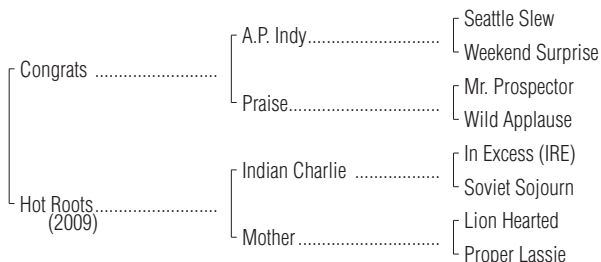 Seattle Slew
A.P. Indy..................................
Weekend Surprise
Congrats ...............................
Mr. Prospector
Praise.......................................
Wild Applause
In Excess (IRE)
Indian Charlie .....................
Soviet Sojourn
Hot Roots...............................
(2009)
Lion Hearted
Mother.....................................
Proper Lassie